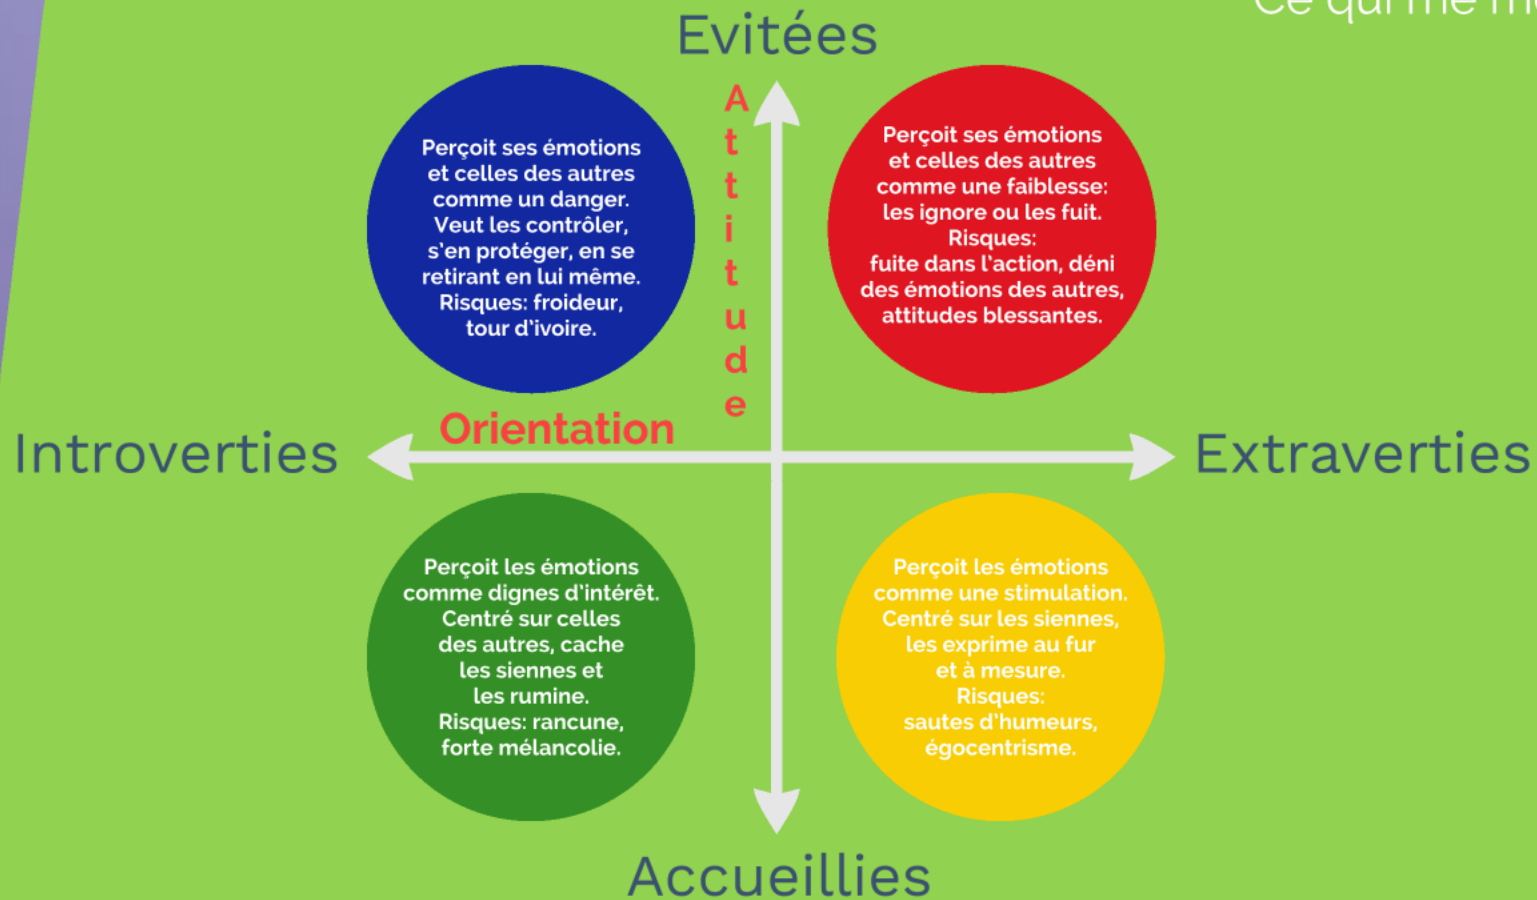 Ce qui me
Evitées
Attitude
Perçoit ses émotions
et celles des autres
comme un danger.
Veut les contrôler,
s'en protéger, en se
retirant en lui même.
Risques: froideur,
tour d'ivoire.
Perçoit ses émotions
et celles des autres
comme une faiblesse:
les ignore ou les fuit.
Risques:
fuite dans l'action, déni
des émotions des autres,
attitudes blessantes.
Orientation
Introverties
Extraverties
Perçoit les émotions
comme dignes d'intérêt.
Centré sur celles
des autres, cache
les siennes et
les rumine.
Risques: rancune,
forte mélancolie.
Perçoit les émotions
comme une stimulation.
Centré sur les siennes,
les exprime au fur
et à mesure.
Risques:
sautes d'humeurs,
égocentrisme.
Accueillies